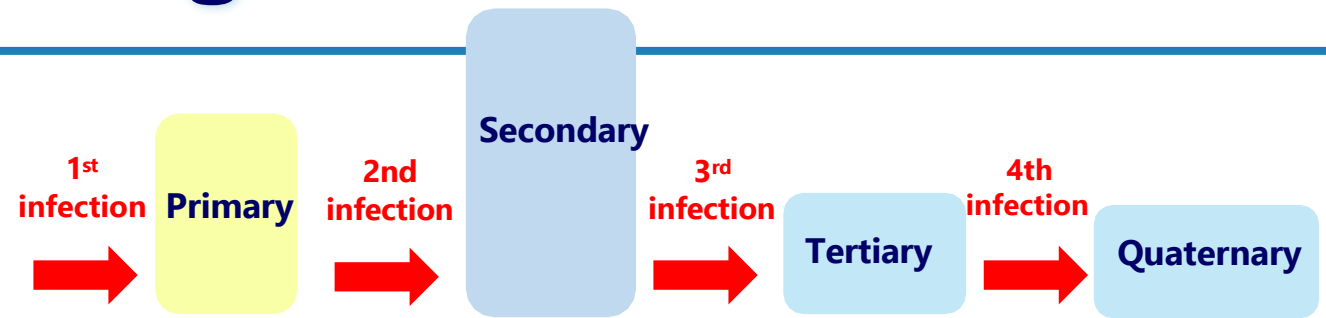 1st
infection
Primary
2nd
infection
Secondary
3rd
infection
Tertiary
4th
infection
Quaternary